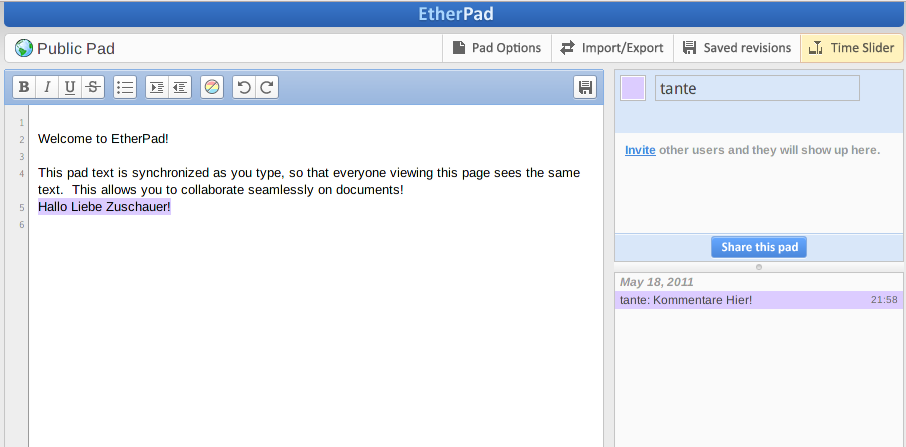 EtherPad
Public Pad
Pad Options
Import/Export
Saved revisions
Time Slider
B I U S
tante
1
2 Welcome to EtherPad!
3
4 This pad text is synchronized as you type, so that everyone viewing this page sees the same
text.  This allows you to collaborate seamlessly on documents!
5 Hallo Liebe Zuschauer!
6
Invite other users and they will show up here.
Share this pad
May 18, 2011
tante: Kommentare Hier! 21:58